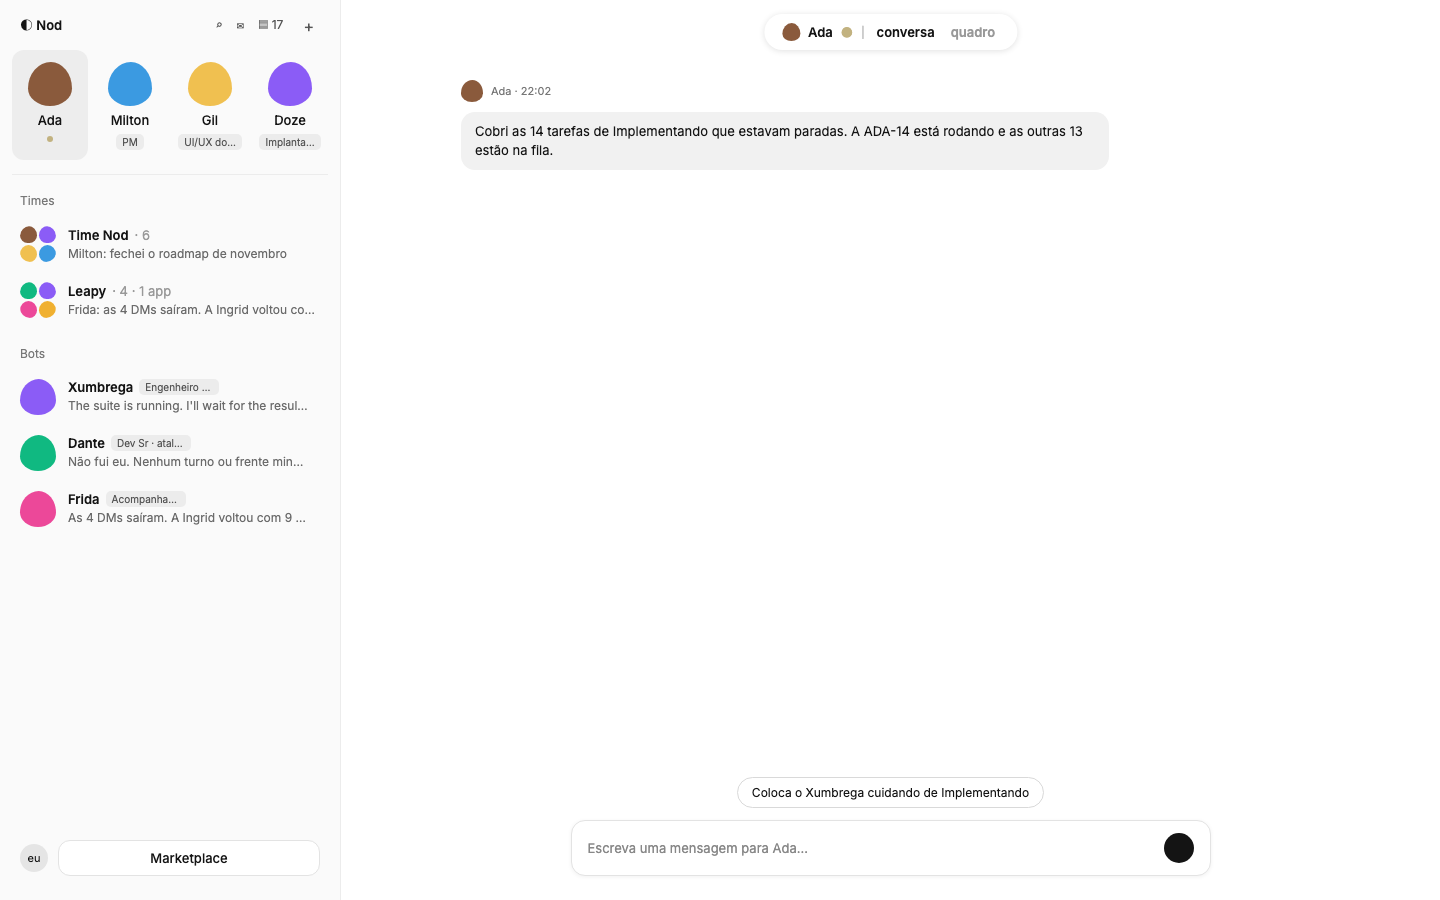 Nod
17
+
Ada
Milton
Gil
Doze
PM
UI/UX do...
Implanta...
Times
Time Nod · 6
Milton: fechei o roadmap de novembro
Leapy · 4 · 1 app
Frida: as 4 DMs saíram. A Ingrid voltou co...
Bots
Xumbrega Engenheiro ...
The suite is running. I'll wait for the resul...
Dante Dev Sr · atal...
Não fui eu. Nenhum turno ou frente min...
Frida Acompanha...
As 4 DMs saíram. A Ingrid voltou com 9 ...
eu
Marketplace
Ada | conversa quadro
Ada · 22:02
Cobri as 14 tarefas de Implementando que estavam paradas. A ADA-14 está rodando e as outras 13
estão na fila.
Coloca o Xumbrega cuidando de Implementando
Escreva uma mensagem para Ada...